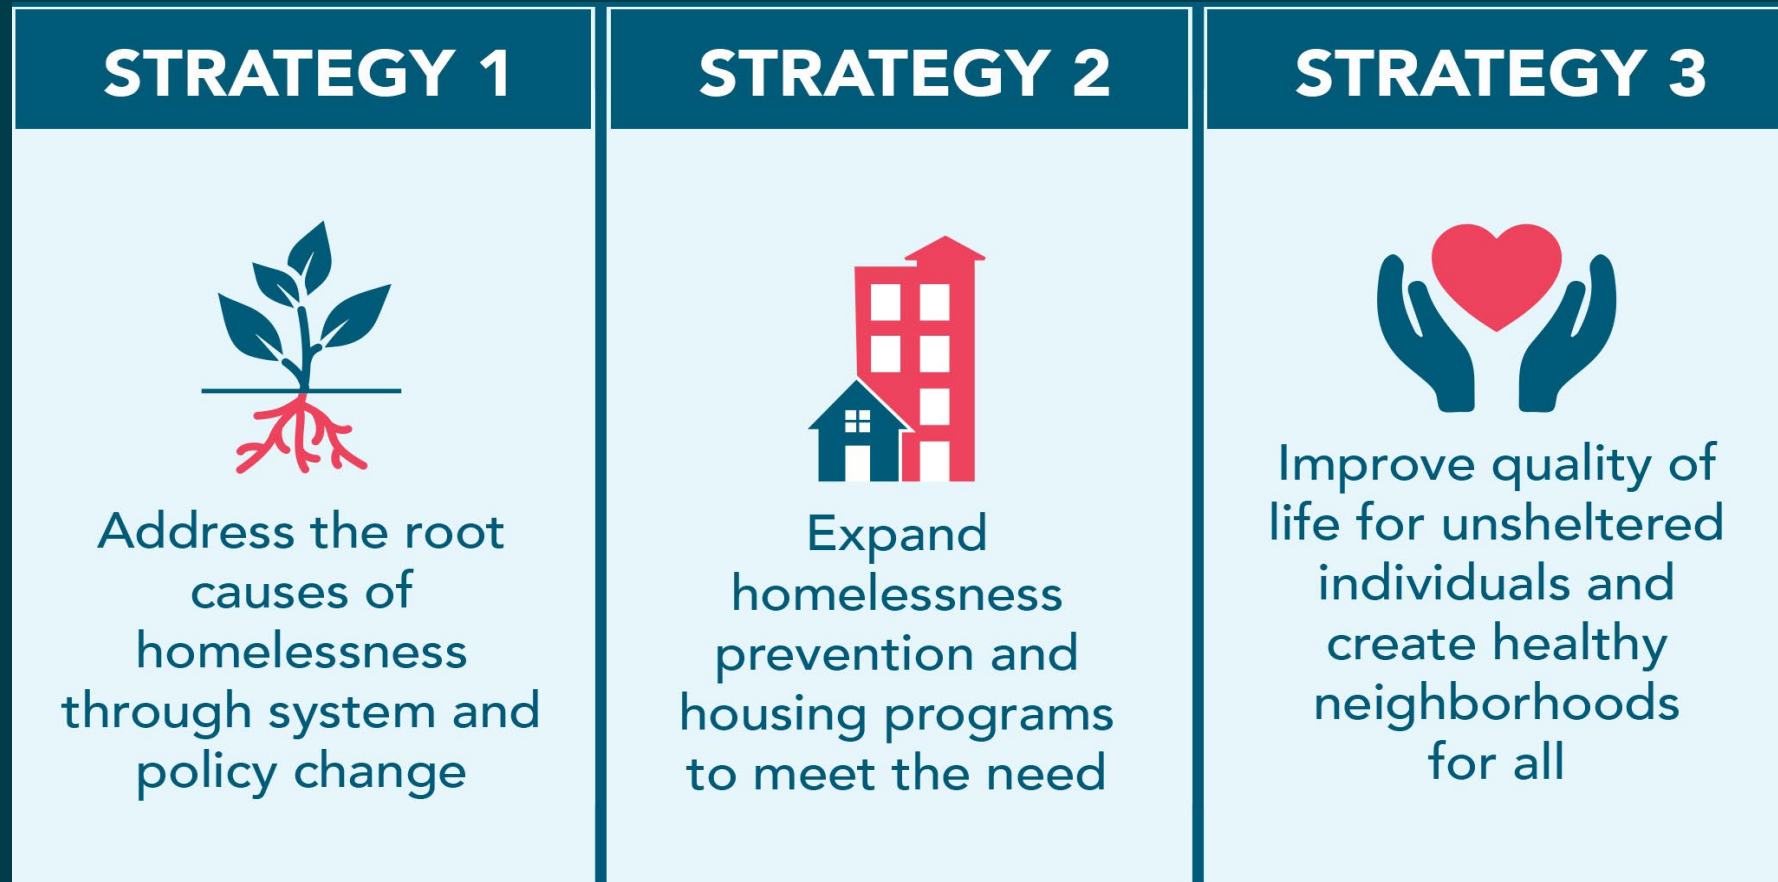 STRATEGY 1
Address the root
causes of
homelessness
through system and
policy change
STRATEGY 2
Expand
homelessness
prevention and
housing programs
to meet the need
STRATEGY 3
Improve quality of
life for unsheltered
individuals and
create healthy
neighborhoods
for all